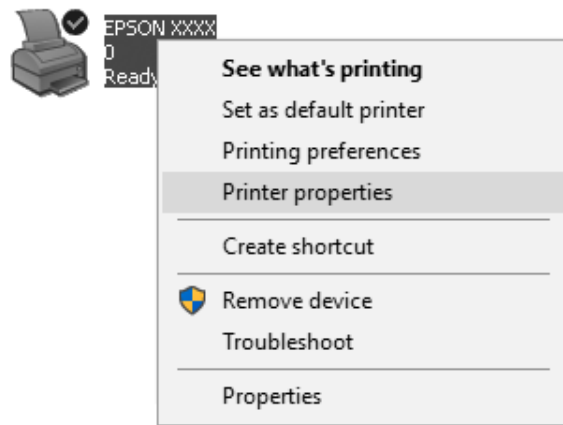 EPSON XXXX
0
Ready
See what's printing
Set as default printer
Printing preferences
Printer properties
Create shortcut
Remove device
Troubleshoot
Properties